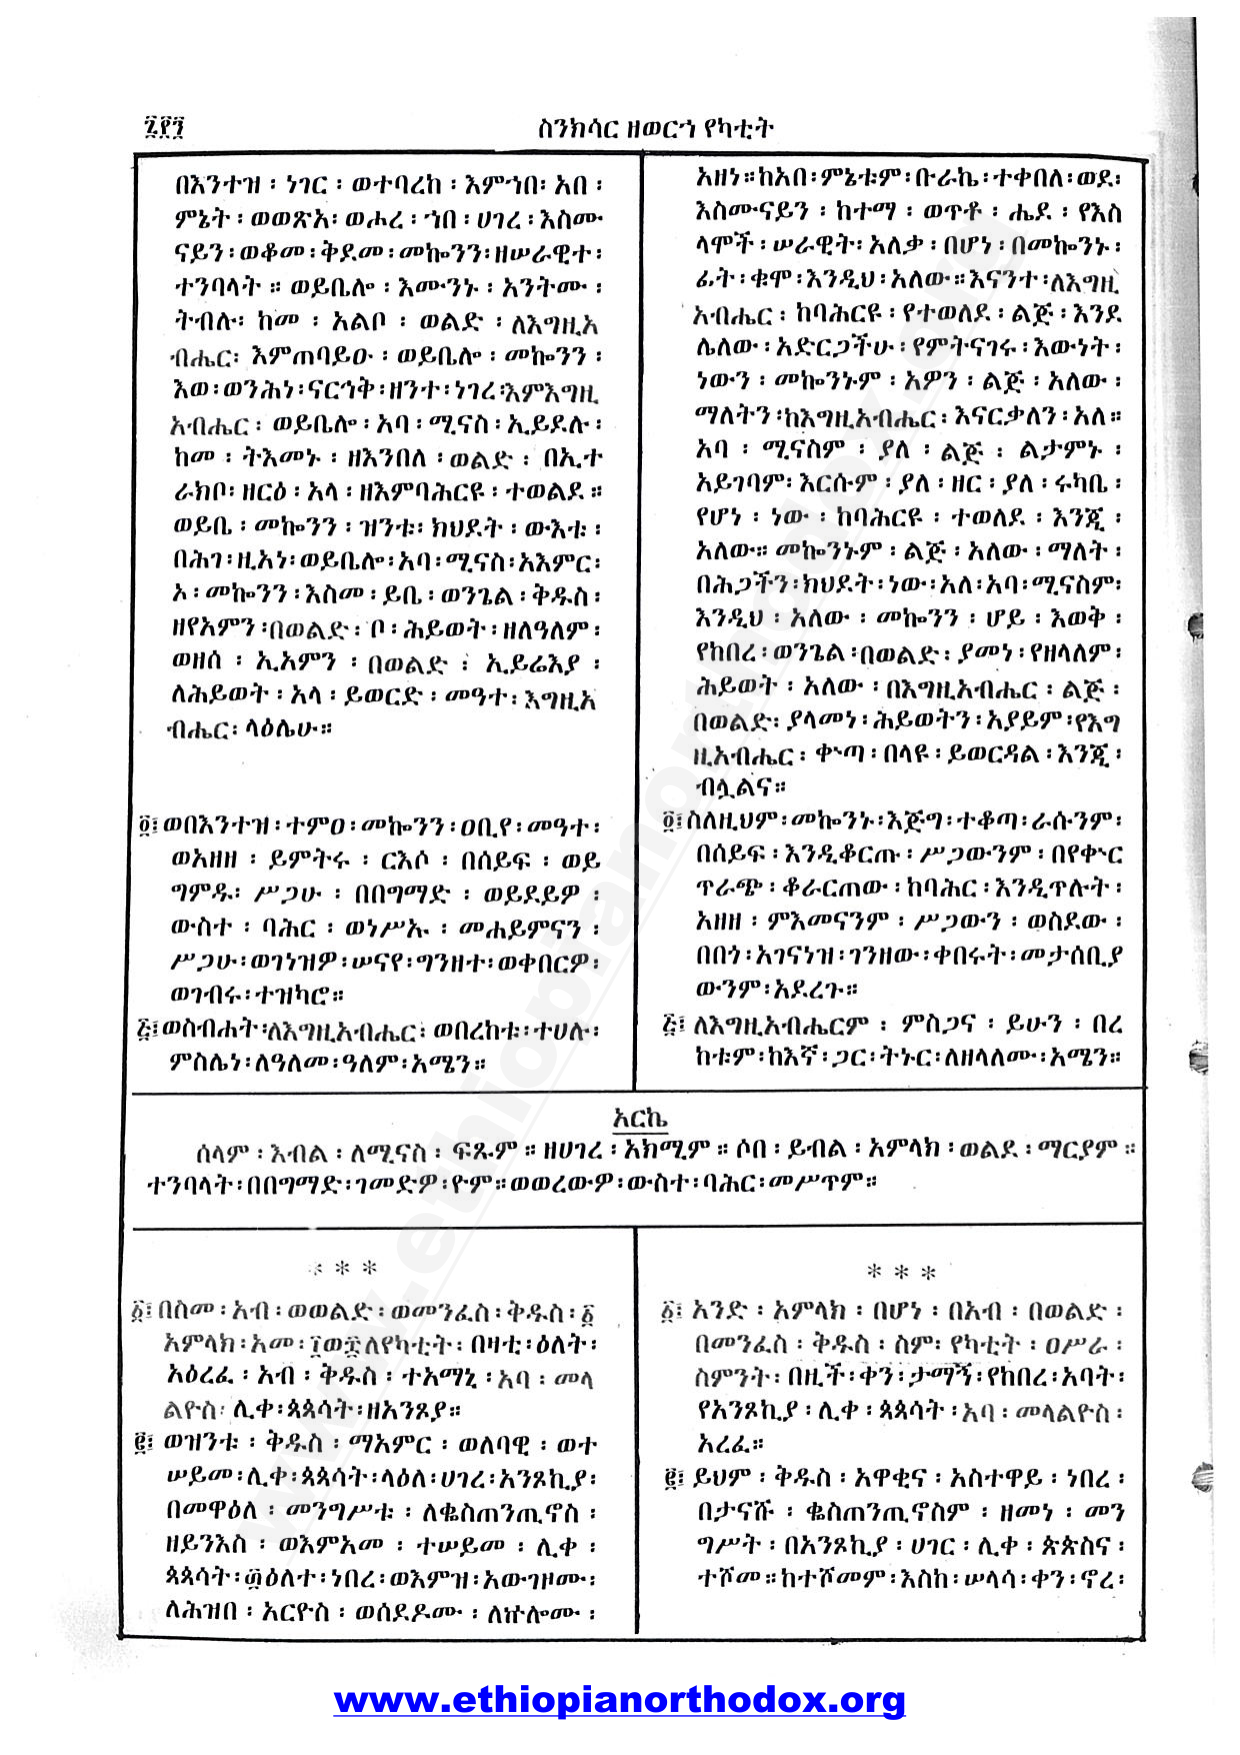 ፯፻፲፯ ስንክሳር ዘወርኀ የካቲት
በእንተዝ ፡ ነገር ፡ ወተባረከ ፡ እምኀበ፡ አበ ፡
ምኔት ፡ ወወጽአ፡ ወሖረ ፡ ኀበ ፡ ሀገረ ፡ እስሙ
ናይን ፡ ወቆመ ፡ ቅደመ ፡ መኰንን፡ ዘሠራዊተ ፡
ተንባላት ። ወይቤሎ ፡ እሙንኑ ፡ አንትሙ ፡
ትብሉ፡ ከመ ፡ አልቦ ፡ ወልድ ፡ ለእግዚአ
ብሔር፡ እምጠባይዑ ፡ ወይቤሎ ፡ መኰንን ፡
እወ፡ ወንሕነ ፡ ናርኅቅ ፡ ዘንተ ፡ ነገረ ፡እምእግዚ
አብሔር ፡ ወይቤሎ ፡ አባ ፡ ሚናስ ፡ ኢይደሉ ፡
ከመ ፡ ትእመኑ ፡ ዘእንበለ ፡ ወልድ ፡ በኢተ
ራክቦ፡ ዘርዕ ፡ አላ ፡ ዘእምባሕርዩ ፡ ተወልደ ።
ወይቤ ፡ መኰንን ፡ ዝንቱ፡ ክህደት ፡ ውእቱ ፡
በሕገ ፡ ዚአነ፡ ወይቤሎ፡ አባ፡ ሚናስ ፡አእምር፡
ኦ ፡ መኰንን ፡ እስመ ፡ ይቤ ፡ ወንጌል ፡ ቅዱስ ፡
ዘየአምን ፡በወልድ ፡ ቦ ፡ ሕይወት ፡ ዘለዓለም ፡
ወዘሰ ፡ ኢአምን ፡ በወልድ ፡ ኢይሬእያ ፡
ለሕይወት ፡ አላ ፡ ይወርድ ፡ መዓተ ፡ እግዚአ
ብሔር፡ ላዕሌሁ ።
፬፤ ወበእንተዝ ፡ ተምዐ ፡ መኰንን ፡ ዐቢየ ፡ መዓተ ፡
ወአዘዘ ፡ ይምትሩ ፡ ርእሶ ፡ በሰይፍ ፡ ወይ
ግምዱ፡ ሥጋሁ ፡ በበግማድ ፡ ወይደይዎ ፡
ውስተ ፡ ባሕር ፡ ወነሥኡ ፡ መሐይምናን ፡
ሥጋሁ ፡ ወገነዝዎ ፡ ሠናየ ፡ ግንዘተ ፡ ወቀበርዎ ፡
ወገብሩ ፡ ተዝካሮ ።
፭፤ ወስብሐት ፡ለእግዚአብሔር፡ ወበረከቱ ፡ ተሀሉ ፡
ምስሌነ ፡ ለዓለመ ፡ ዓለም ፡ አሜን ።
አዘነ። ከአበ ፡ ምኔቱም ፡ ቡራኬ ፡ ተቀበለ ፡ ወደ፡
እስሙናይን ፡ ከተማ ፡ ወጥቶ ፡ ሔደ ፡ የእስ
ላሞች ፡ ሠራዊት፡ አለቃ ፡ በሆነ ፡ በመኰንኑ ፡
ፊት ፡ ቁሞ ፡ እንዲህ ፡ አለው ። እናንተ ፡ ለእግዚ
አብሔር ፡ ከባሕርዩ ፡ የተወለደ ፡ ልጅ ፡ እንደ
ሌለው ፡ አድርጋችሁ ፡ የምትናገሩ ፡ እውነት ፡
ነውን ፡ መኰንኑም ፡ አዎን ፡ ልጅ ፡ አለው ፡
ማለትን ፡ ከእግዚአብሔር፡ እናርቃለን ፡ አለ።
አባ ፡ ሚናስም ፡ ያለ ፡ ልጅ ፡ ልታምኑ ፡
አይገባም፡ እርሱም ፡ ያለ ፡ ዘር ፡ ያለ ፡ ሩካቤ ፡
የሆነ ፡ ነው ፡ ከባሕርዩ ፡ ተወለደ ፡ እንጂ ፡
አለው። መኰንኑም ፡ ልጅ ፡ አለው ፡ ማለት ፡
በሕጋችን ፡ ክህደት ፡ ነው፡ አለ ፡ አባ፡ ሚናስም፡
እንዲህ ፡ አለው ፡ መኰንን ፡ ሆይ ፡ እወቅ ፡
የከበረ ፡ ወንጌል ፡በወልድ ፡ ያመነ ፡ የዘላለም፡
ሕይወት ፡ አለው ፡ በእግዚአብሔር ፡ ልጅ ፡
በወልድ፡ ያላመነ ፡ ሕይወትን ፡ አያይም ፡የእግ
ዚአብሔር ፡ ቍጣ ፡ በላዩ ፡ ይወርዳል ፡ እንጂ ፡
ብሏልና።
፬፤ ስለዚህም ፡ መኰንኑ ፡ እጅግ ፡ ተቆጣ ፡ ራሱንም፡
በሰይፍ ፡ እንዲቆርጡ ፡ ሥጋውንም ፡ በየቍር
ጥራጭ ፡ ቆራርጠው ፡ ከባሕር ፡ እንዲጥሉት ፡
አዘዘ ፡ ምእመናንም ፡ ሥጋውን ፡ ወስደው ፡
በበጎ ፡ አገናነዝ ፡ ገንዘው ፡ ቀበሩት ፡ መታሰቢያ
ውንም ፡ አደረጉ።
፭፤ ለእግዚአብሔርም ፡ ምስጋና ፡ ይሁን ፡ በረ
ከቱም ፡ ከእኛ ፡ ጋር ፡ ትኑር ፡ ለዘላለሙ ፡ አሜን።
አርኬ
ሰላም ፡ እብል ፡ ለሚናስ ፡ ፍጹም ። ዘሀገረ ፡ አክሚም ። ሶበ ፡ ይብል ፡ አምላክ ፡ ወልደ ፡ ማርያም ።
ተንባላት ፡ በበግማድ ፡ ገመድዎ ፡ ዮም ። ወወረውዎ ፡ ውስተ ፡ ባሕር ፡ መሥጥም።
* * *
፩፤ በስመ ፡ አብ ፡ ወወልድ ፡ ወመንፈስ ፡ ቅዱስ ፡ ፩
አምላክ ፡ አመ ፡ ፲ወ፰ለየካቲት ፡ በዛቲ ፡ ዕለት፡
አዕረፈ ፡ አብ ፡ ቅዱስ ፡ ተአማኒ ፡ አባ ፡ መላ
ልዮስ፡ ሊቀ ፡ ጳጳሳት ፡ ዘአንጾያ።
፪፤ ወዝንቱ ፡ ቅዱስ ፡ ማእምር ፡ ወለባዊ ፡ ወተ
ሠይመ ፡ ሊቀ ፡ ጳጳሳት ፡ ላዕለ ፡ ሀገረ ፡ አንጾኪያ፡
በመዋዕለ ፡ መንግሥቱ ፡ ለቈስጠንጢኖስ ፡
ዘይንእስ ፡ ወእምአመ ፡ ተሠይመ ፡ ሊቀ ፡
ጳጳሳት ፡ ፴ዕለተ ፡ ነበረ ፡ ወእምዝ ፡ አውገዞሙ ፡
ለሕዝበ ፡ አርዮስ ፡ ወሰደዶሙ ፡ ለኵሎሙ ፡
* * *
፩፤ አንድ ፡ አምላክ ፡ በሆነ ፡ በአብ ፡ በወልድ ፡
በመንፈስ ፡ ቅዱስ ፡ ስም፡ የካቲት ፡ ዐሥራ ፡
ስምንት፡ በዚች ፡ ቀን ፡ ታማኝ ፡ የከበረ ፡ አባት፡
የአንጾኪያ ፡ ሊቀ ፡ ጳጳሳት ፡ አባ ፡ መላልዮስ ፡
አረፈ።
፪፤ ይህም ፡ ቅዱስ ፡ አዋቂና ፡ አስተዋይ ፡ ነበረ ፡
በታናሹ ፡ ቈስጠንጢኖስም ፡ ዘመነ ፡ መን
ግሥት ፡ በአንጾኪያ ፡ ሀገር ፡ ሊቀ ፡ ጵጵስና ፡
ተሾመ ። ከተሾመም ፡ እስከ ፡ ሠላሳ ፡ ቀን ፡ ኖረ ፡
www.ethiopianorthodox.org
www.ethiopianorthodox.org